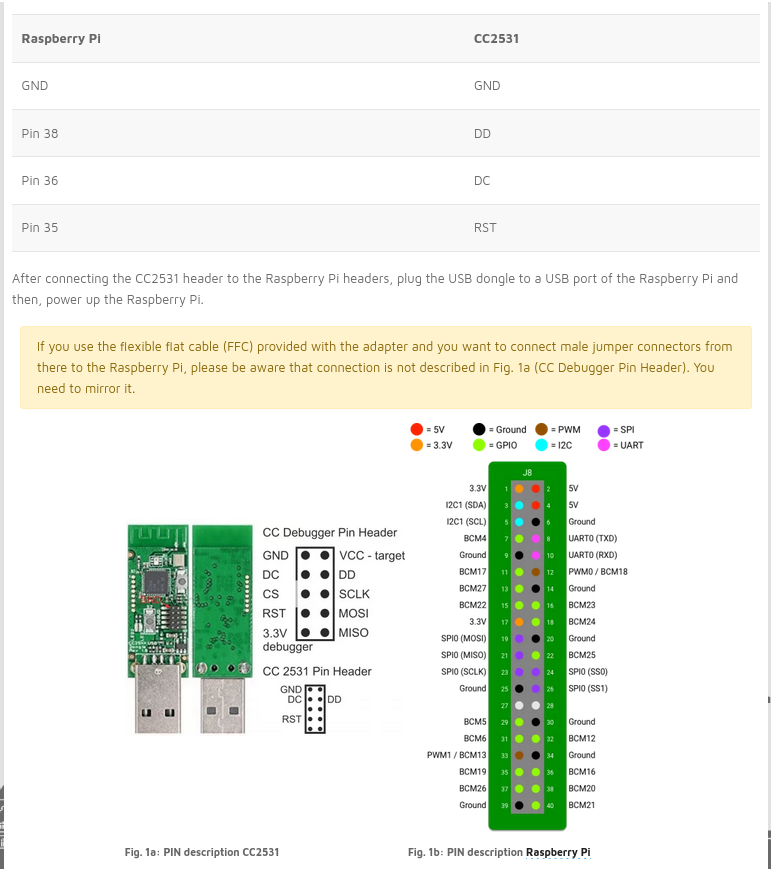 Raspberry Pi CC2531
GND GND
Pin 38 DD
Pin 36 DC
Pin 35 RST
After connecting the CC2531 header to the Raspberry Pi headers, plug the USB dongle to a USB port of the Raspberry Pi and
then, power up the Raspberry Pi.
If you use the flexible flat cable (FFC) provided with the adapter and you want to connect male jumper connectors from
there to the Raspberry Pi, please be aware that connection is not described in Fig. 1a (CC Debugger Pin Header). You
need to mirror it.
= 5V = Ground = PWM = SPI
= 3.3V = GPIO = I2C = UART
CC Debugger Pin Header
GND VCC - target
DC DD
CS SCLK
RST MOSI
3.3V MISO
debugger
CC 2531 Pin Header
GND
DC DD
RST
J8
3.3V 1 2 5V
I2C1 (SDA) 3 4 5V
I2C1 (SCL) 5 6 Ground
BCM4 7 8 UART0 (TXD)
Ground 9 10 UART0 (RXD)
BCM17 11 12 PWM0 / BCM18
BCM27 13 14 Ground
BCM22 15 16 BCM23
3.3V 17 18 BCM24
SPI0 (MOSI) 19 20 Ground
SPI0 (MISO) 21 22 BCM25
SPI0 (SCLK) 23 24 SPI0 (SS0)
Ground 25 26 SPI0 (SS1)
27 28
BCM5 29 30 Ground
BCM6 31 32 BCM12
PWM1 / BCM13 33 34 Ground
BCM19 35 36 BCM16
BCM26 37 38 BCM20
Ground 39 40 BCM21
Fig. 1a: PIN description CC2531
Fig. 1b: PIN description Raspberry Pi